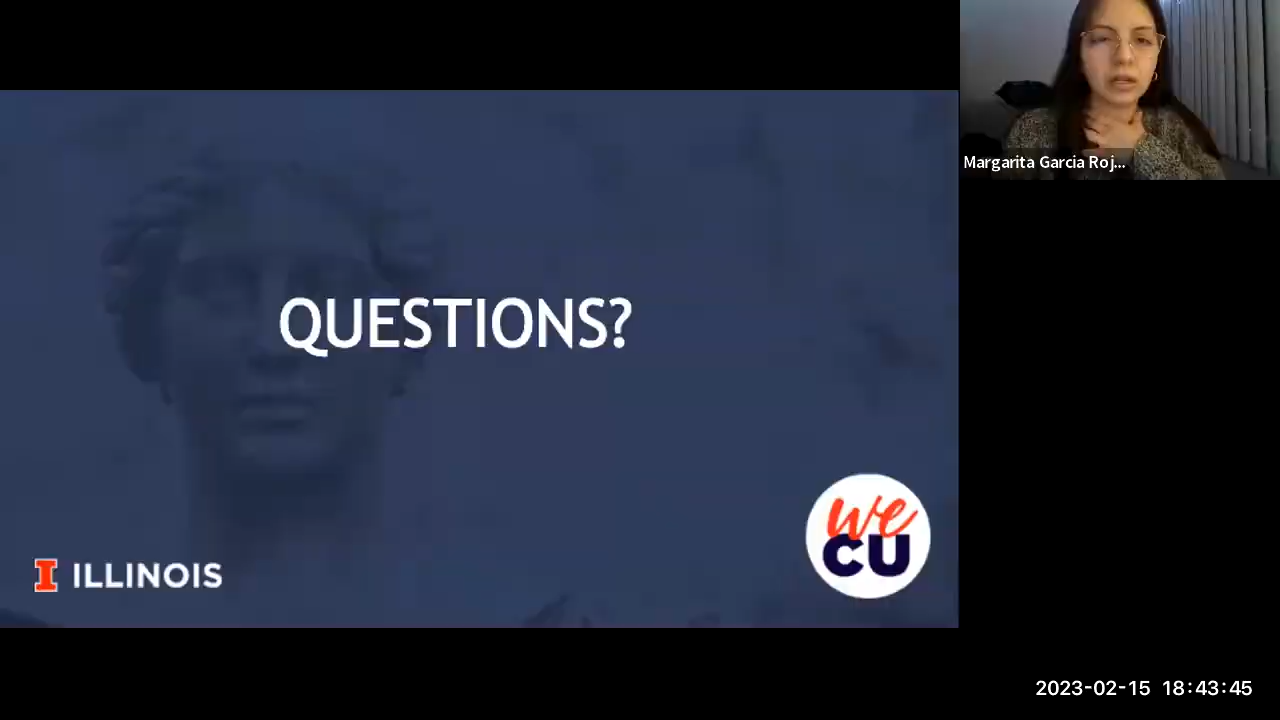 Margarita Garcia Roj...
QUESTIONS?
we
CU
I ILLINOIS
2023-02-15 18:43:45